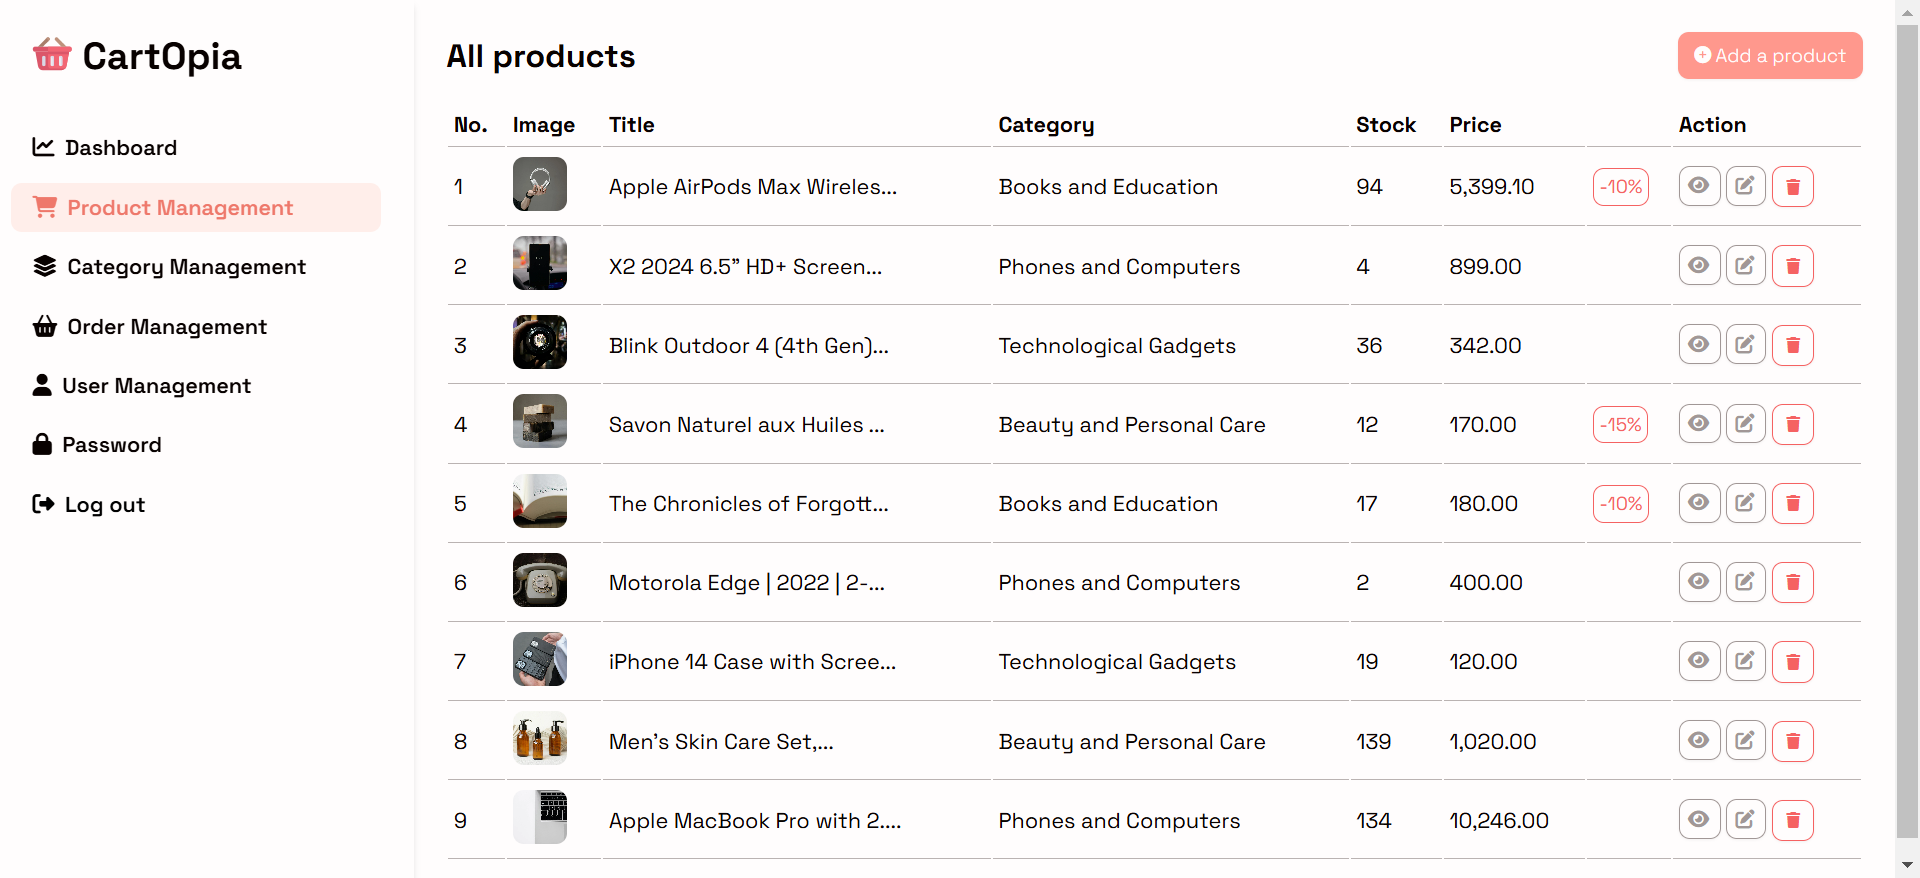 CartOpia
Dashboard
Product Management
Category Management
Order Management
User Management
Password
Log out
All products
Add a product
No. Image Title Category Stock Price Action
1 Apple AirPods Max Wireles... Books and Education 94 5,399.10 -10%
2 X2 2024 6.5” HD+ Screen... Phones and Computers 4 899.00
3 Blink Outdoor 4 (4th Gen)... Technological Gadgets 36 342.00
4 Savon Naturel aux Huiles ... Beauty and Personal Care 12 170.00 -15%
5 The Chronicles of Forgott... Books and Education 17 180.00 -10%
6 Motorola Edge | 2022 | 2-... Phones and Computers 2 400.00
7 iPhone 14 Case with Scree... Technological Gadgets 19 120.00
8 Men’s Skin Care Set,... Beauty and Personal Care 139 1,020.00
9 Apple MacBook Pro with 2.... Phones and Computers 134 10,246.00